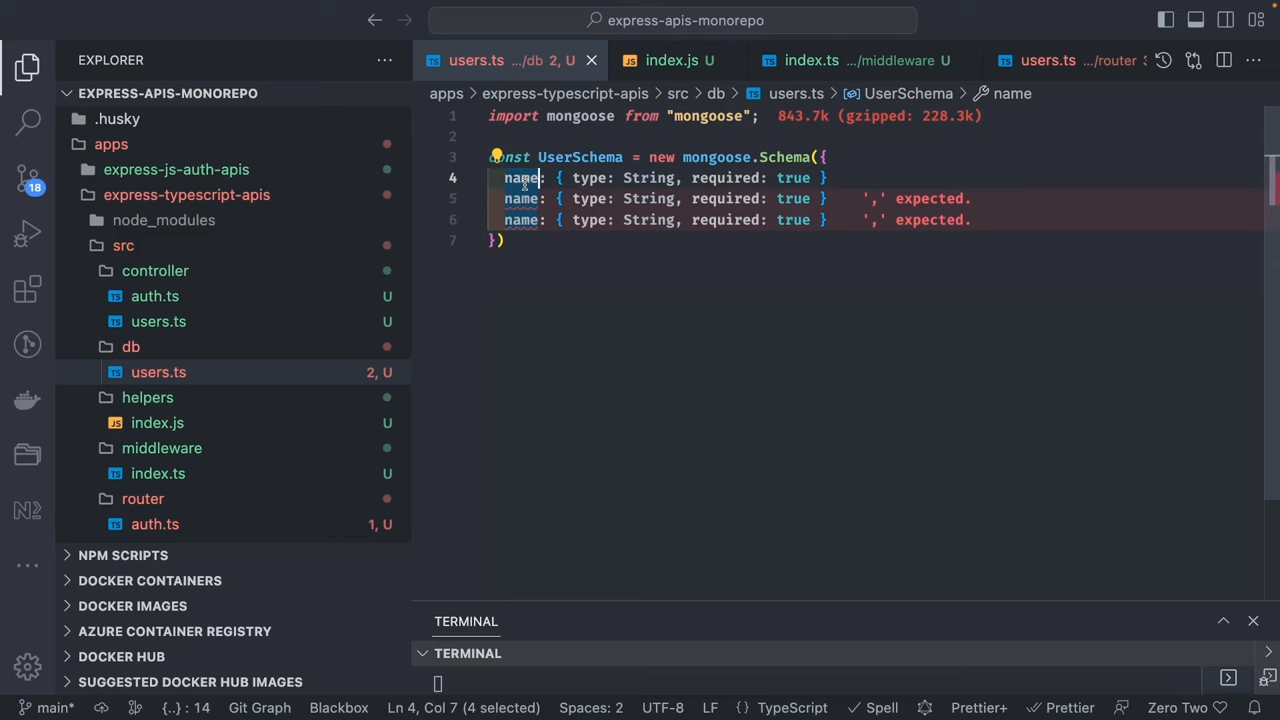 express-apis-monorepo
EXPLORER
users.ts .../db 2, U
index.js U
index.ts .../middleware U
users.ts .../router
EXPRESS-APIS-MONOREPO
apps > express-typescript-apis > src > db > TS users.ts > UserSchema > name
.husky
apps
express-js-auth-apis
express-typescript-apis
node_modules
src
controller
TS auth.ts U
TS users.ts U
db
TS users.ts 2, U
helpers
JS index.js U
middleware
TS index.ts U
router
TS auth.ts 1, U
NPM SCRIPTS
DOCKER CONTAINERS
DOCKER IMAGES
AZURE CONTAINER REGISTRY
DOCKER HUB
SUGGESTED DOCKER HUB IMAGES
18
1 import mongoose from "mongoose"; 843.7k (gzipped: 228.3k)
2
3 const UserSchema = new mongoose.Schema({
4 name: { type: String, required: true }
5 name: { type: String, required: true } ',' expected.
6 name: { type: String, required: true } ',' expected.
7 })
TERMINAL
TERMINAL
main* {..} : 14 Git Graph Blackbox Ln 4, Col 7 (4 selected) Spaces: 2 UTF-8 LF {} TypeScript Spell Prettier+ Prettier Zero Two